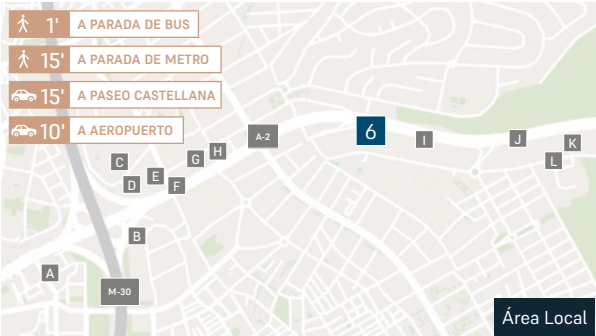 1' A PARADA DE BUS
15' A PARADA DE METRO
15' A PASEO CASTELLANA
10' A AEROPUERTO
A-2
6
I
J
K
L
H
G
C
E
F
D
B
A
M-30
Área Local